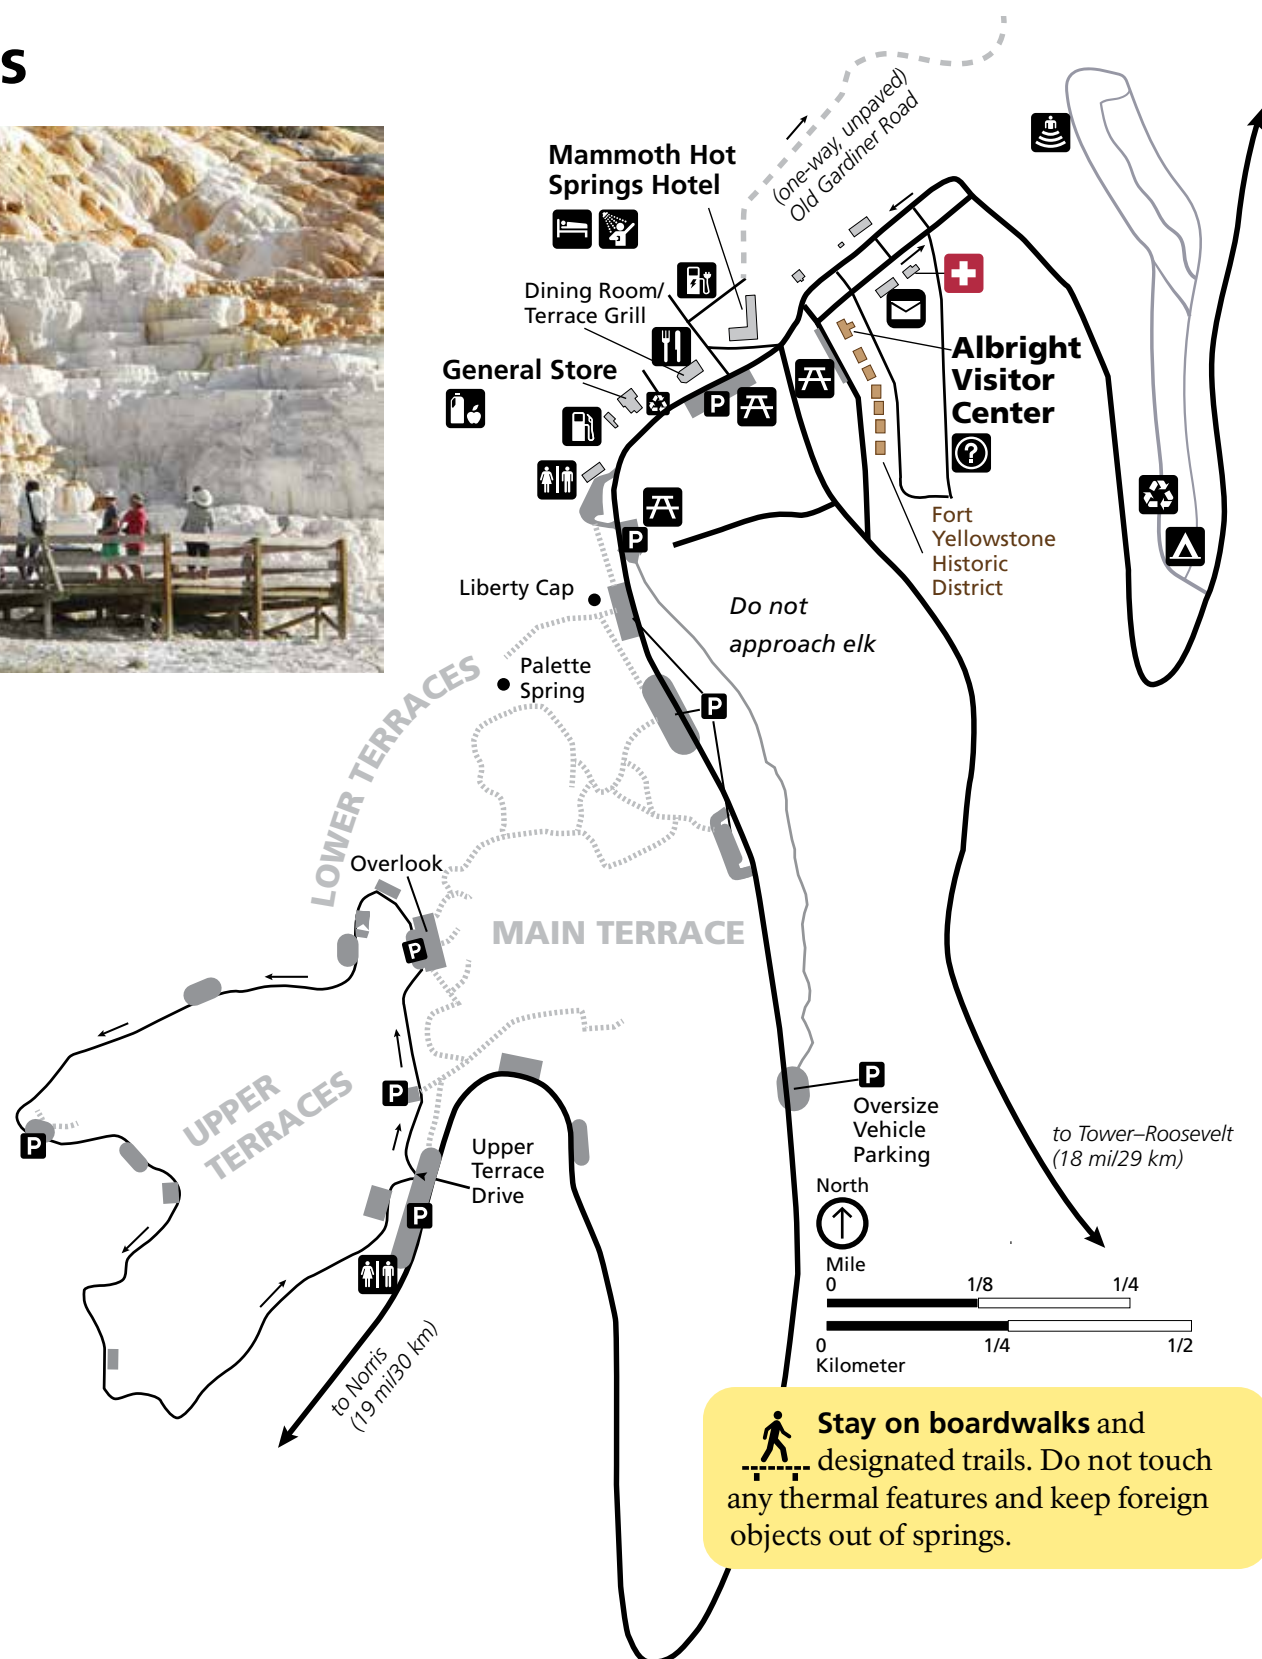 s
(one-way, unpaved)
Old Gardiner Road
Mammoth Hot
Springs Hotel
Dining Room/
Terrace Grill
General Store
P
Albright
Visitor
Center
?
Fort
Yellowstone
Historic
District
P
Liberty Cap
Do not
approach elk
Palette
Spring
P
LOWER TERRACES
Overlook
P
MAIN TERRACE
P
P
UPPER
TERRACES
P
Oversize
Vehicle
Parking
to Tower–Roosevelt
(18 mi/29 km)
Upper
Terrace
Drive
P
North
Mile
0 1/8 1/4
0 1/4 1/2
Kilometer
to Norris
(19 mi/30 km)
Stay on boardwalks and
designated trails. Do not touch
any thermal features and keep foreign
objects out of springs.